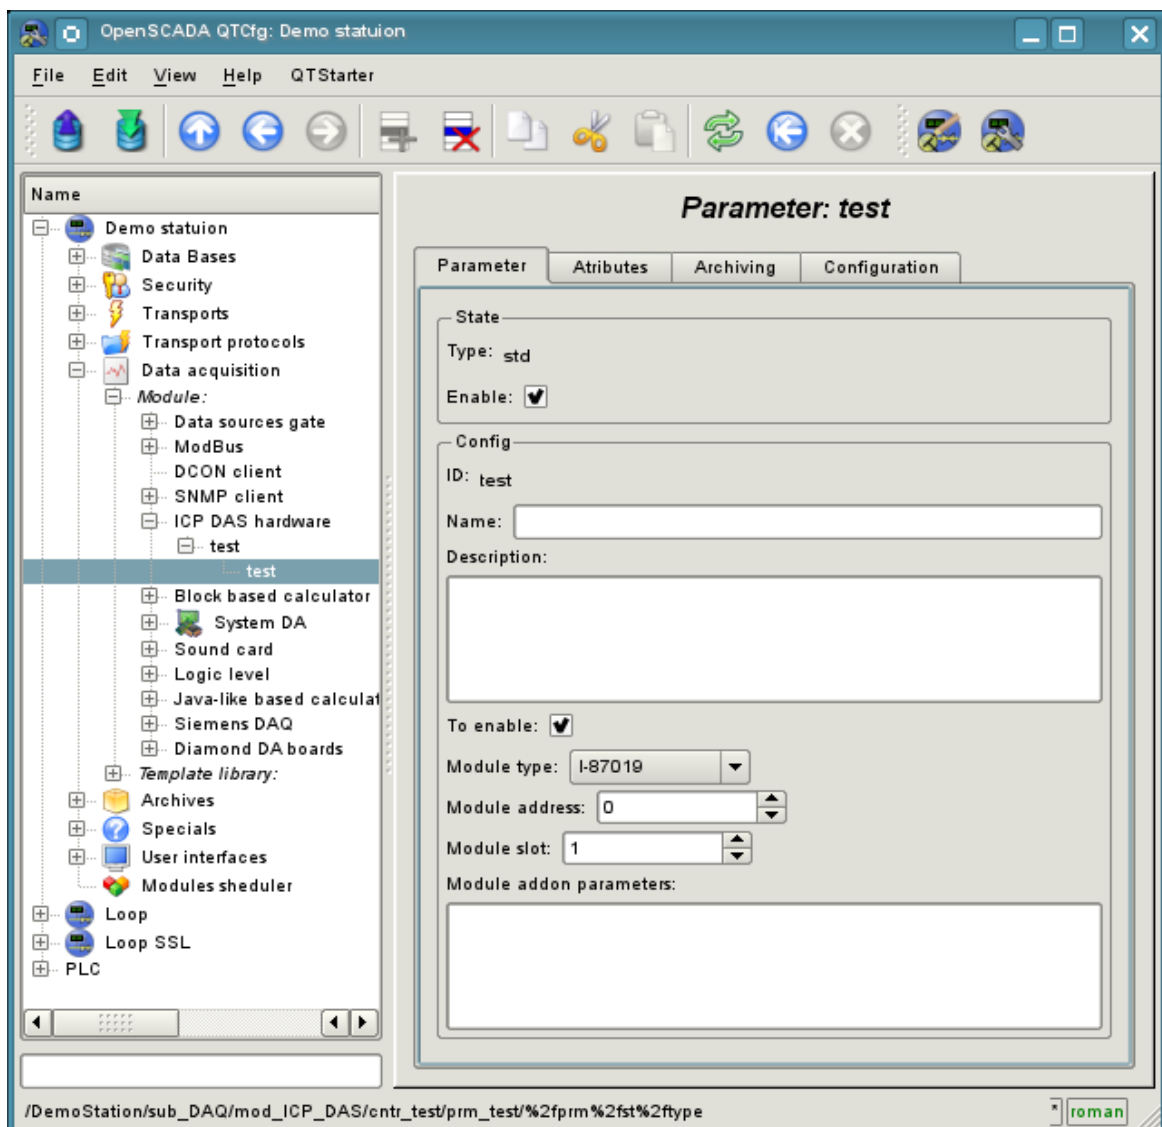 OpenSCADA QTCfg: Demo statuion
File Edit View Help QTStarter
Name
Demo statuion
Data Bases
Security
Transports
Transport protocols
Data acquisition
Module:
Data sources gate
ModBus
DCON client
SNMP client
ICP DAS hardware
test
test
Block based calculator
System DA
Sound card
Logic level
Java-like based calculat
Siemens DAQ
Diamond DA boards
Template library:
Archives
Specials
User interfaces
Modules sheduler
Loop
Loop SSL
PLC
Parameter: test
Parameter Atributes Archiving Configuration
State
Type: std
Enable:
Config
ID: test
Name:
Description:
To enable:
Module type: I-87019
Module address: 0
Module slot: 1
Module addon parameters:
/DemoStation/sub_DAQ/mod_ICP_DAS/cntr_test/prm_test/%2fprm%2fst%2ftype
* roman